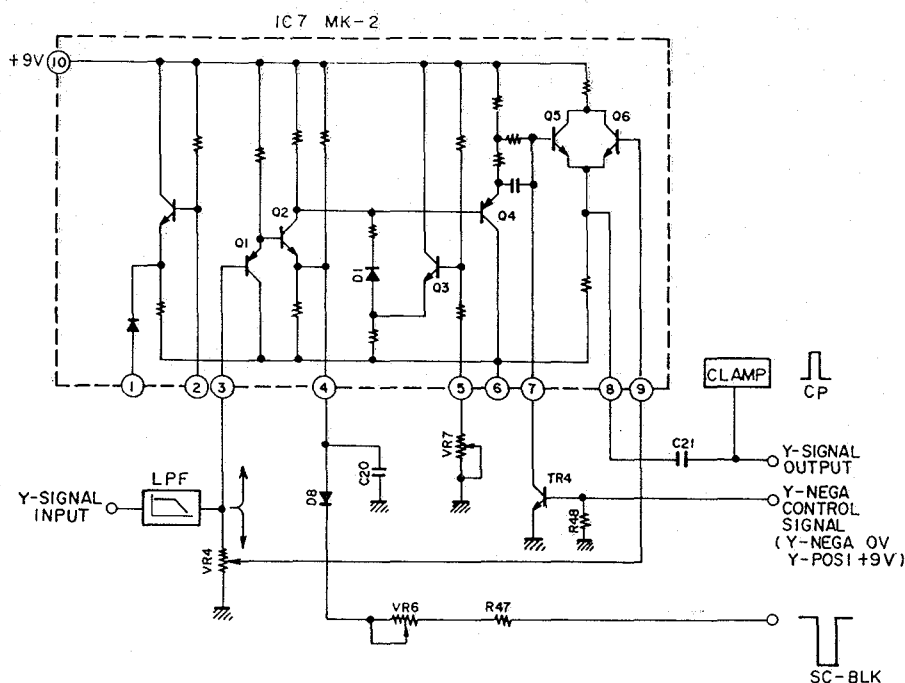 IC7 MK-2
+9V 10
Q5 Q6
Q2
Q4
Q1
D1
Q3
1 2 3 4 5 6 7 8 9
CLAMP
CP
VR7
C21
Y-SIGNAL
OUTPUT
LPF
C20
TR4
Y-SIGNAL
INPUT
D8
R48
Y-NEGA
CONTROL
SIGNAL
(Y-NEGA 0V
Y-POSI +9V)
VR4
VR6 R47
SC-BLK